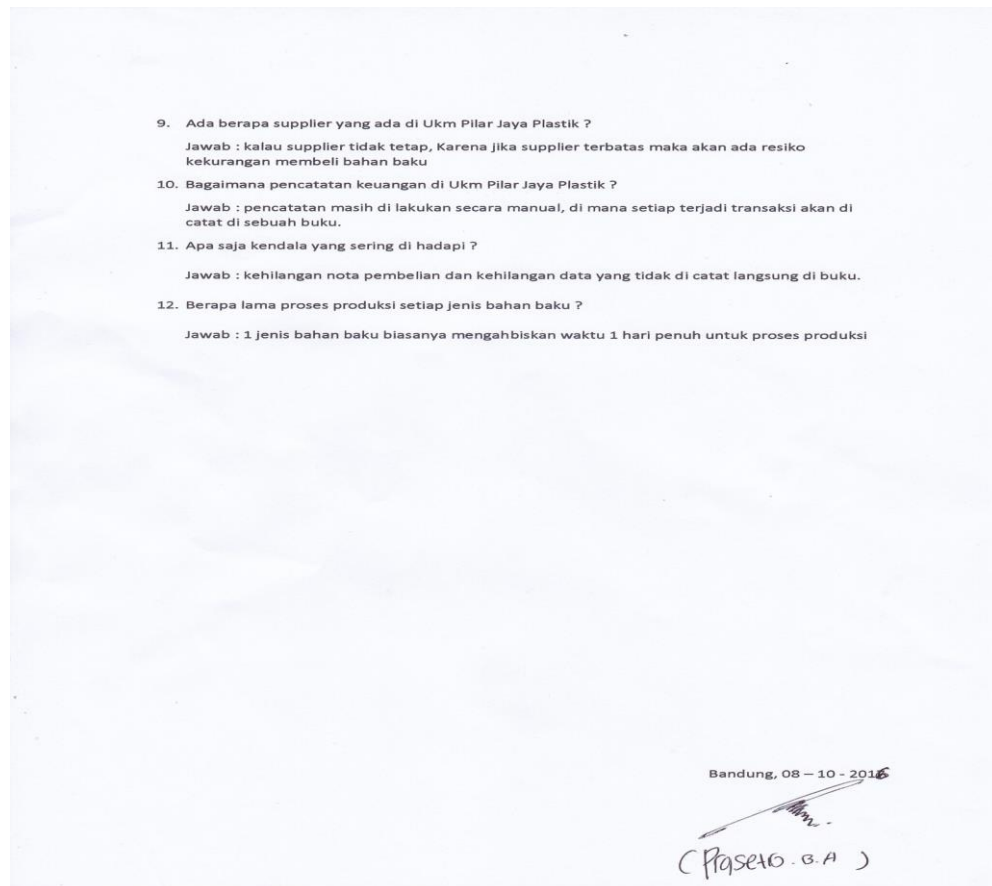 9. Ada berapa supplier yang ada di Ukm Pilar Jaya Plastik ?
Jawab : kalau supplier tidak tetap, Karena jika supplier terbatas maka akan ada resiko
kekurangan membeli bahan baku
10. Bagaimana pencatatan keuangan di Ukm Pilar Jaya Plastik ?
Jawab : pencatatan masih di lakukan secara manual, di mana setiap terjadi transaksi akan di
catat di sebuah buku.
11. Apa saja kendala yang sering di hadapi ?
Jawab : kehilangan nota pembelian dan kehilangan data yang tidak di catat langsung di buku.
12. Berapa lama proses produksi setiap jenis bahan baku ?
Jawab : 1 jenis bahan baku biasanya mengahbiskan waktu 1 hari penuh untuk proses produksi
Bandung, 08 – 10 - 2016
( Prasetio . B . A )